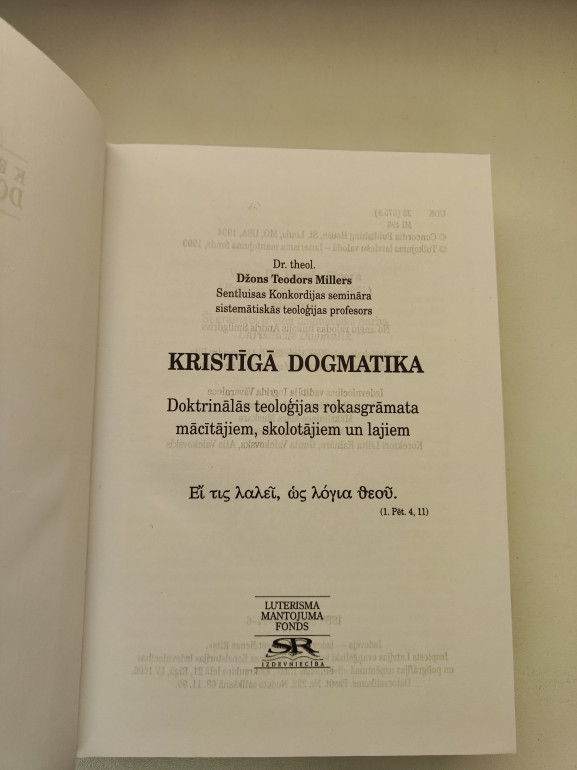 Dr. theol.
Džons Teodors Millers
Sentluisas Konkordijas semināra
sistemātiskās teoloģijas profesors
KRISTĪGĀ DOGMATIKA
Doktrinālās teoloģijas rokasgrāmata
mācītājiem, skolotājiem un lajiem
Εἴ τις λαλεῖ, ὡς λόγια ϑεοῦ.
(1. Pēt. 4, 11)
LUTERISMA
MANTOJUMA
FONDS
SR
IZDEVNIECĪBA